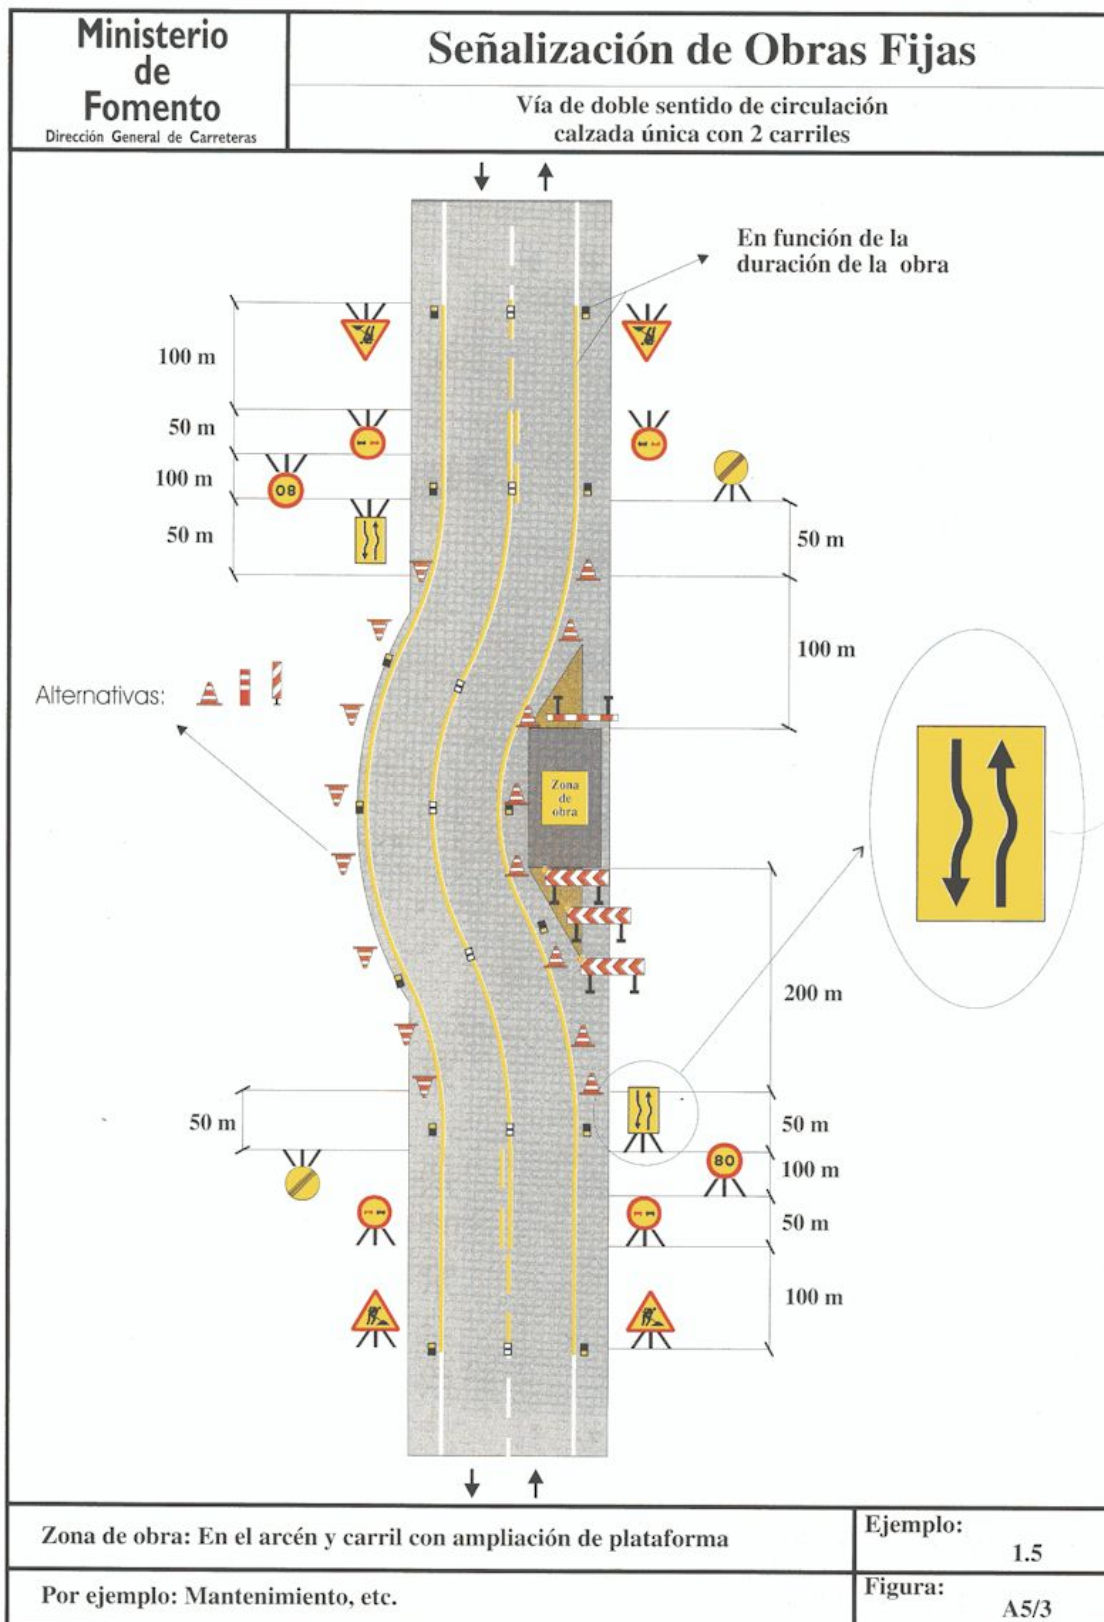 Ministerio
de
Fomento
Dirección General de Carreteras
Señalización de Obras Fijas
Vía de doble sentido de circulación
calzada única con 2 carriles
En función de la
duración de la obra
100 m
50 m
100 m
80
50 m
50 m
100 m
Alternativas:
Zona
de
obra
200 m
50 m
50 m
80
100 m
50 m
100 m
Zona de obra: En el arcén y carril con ampliación de plataforma
Ejemplo:
1.5
Por ejemplo: Mantenimiento, etc.
Figura:
A5/3